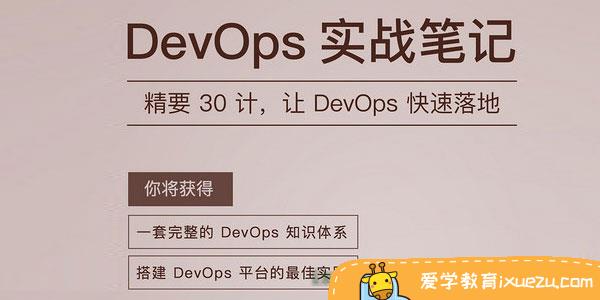 DevOps 实战笔记
精要 30 计，让 DevOps 快速落地
你将获得
一套完整的 DevOps 知识体系
搭建 DevOps 平台的最佳实
爱学教育ixuezu.com